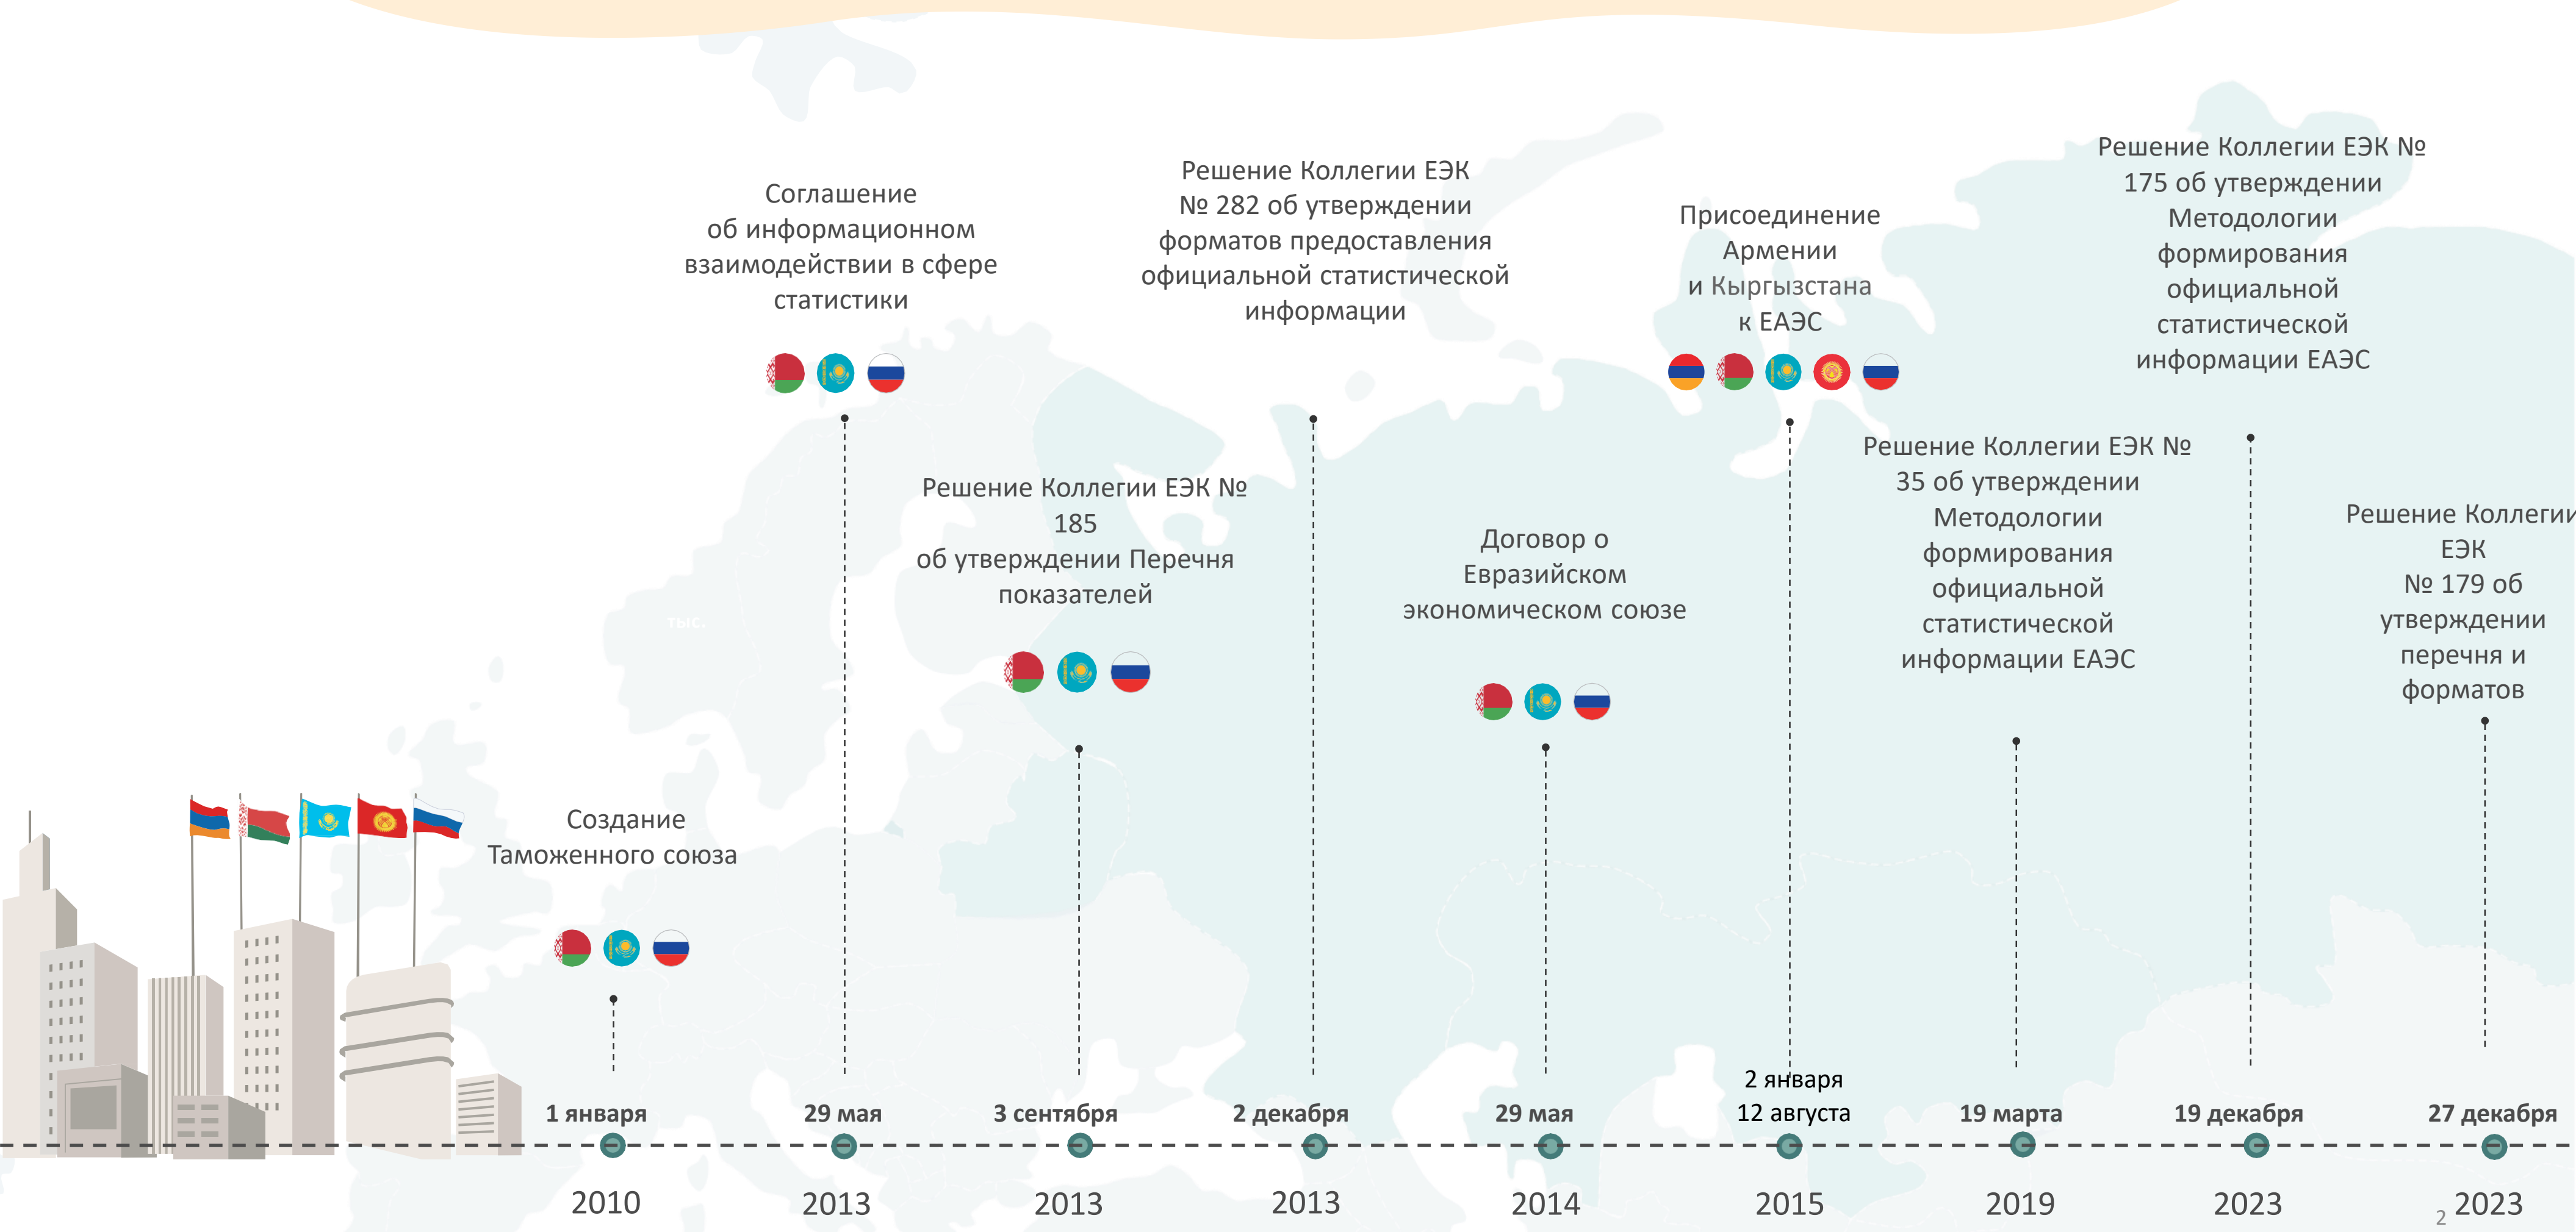 Создание
Таможенного союза
1 января
2010
Соглашение
об информационном
взаимодействии в сфере
статистики
29 мая
2013
Решение Коллегии ЕЭК №
185
об утверждении Перечня
показателей
3 сентября
2013
Решение Коллегии ЕЭК
№ 282 об утверждении
форматов предоставления
официальной статистической
информации
2 декабря
2013
Договор о
Евразийском
экономическом союзе
29 мая
2014
Присоединение
Армении
и Кыргызстана
к ЕАЭС
2 января
12 августа
2015
Решение Коллегии ЕЭК №
35 об утверждении
Методологии
формирования
официальной
статистической
информации ЕАЭС
19 марта
2019
Решение Коллегии ЕЭК №
175 об утверждении
Методологии
формирования
официальной
статистической
информации ЕАЭС
19 декабря
2023
Решение Коллегии
ЕЭК
№ 179 об
утверждении
перечня и
форматов
27 декабря
2023
тыс.
2